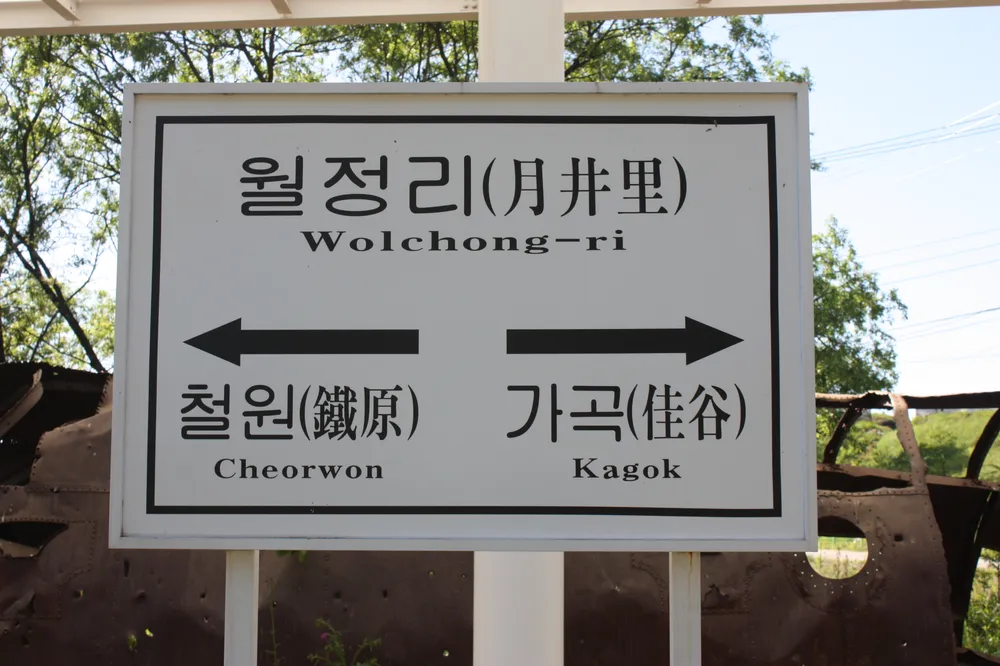 월정리(月井里)
Wolchong-ri
철원(鐵原) 가곡(佳谷)
Cheorwon Kagok